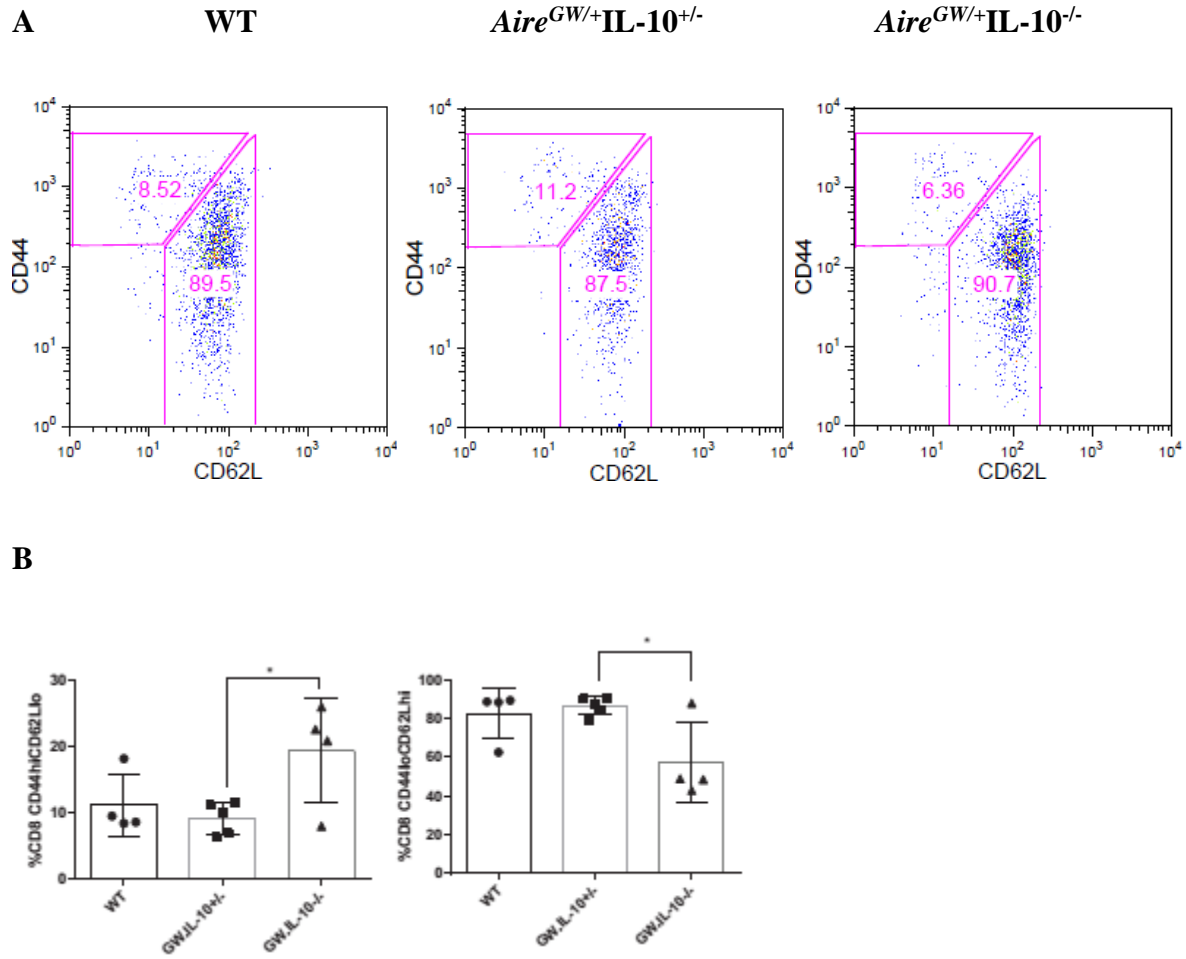 A WT Aire^GW/+IL-10^+/- Aire^GW/+IL-10^-/-
10^4 10^4 10^4
10^3 10^3 10^3
8.52 11.2 6.36
CD44 CD44 CD44
10^2 10^2 10^2
89.5 87.5 90.7
10^1 10^1 10^1
10^0 10^0 10^0
10^0 10^1 10^2 10^3 10^4 10^0 10^1 10^2 10^3 10^4 10^0 10^1 10^2 10^3 10^4
CD62L CD62L CD62L
B
* *
30
20
10
0
%CD8 CD44hiCD62Llo
WT GW.IL-10+/- GW.IL-10-/-
100
80
60
40
20
0
%CD8 CD44loCD62Lhi
WT GW.IL-10+/- GW.IL-10-/-